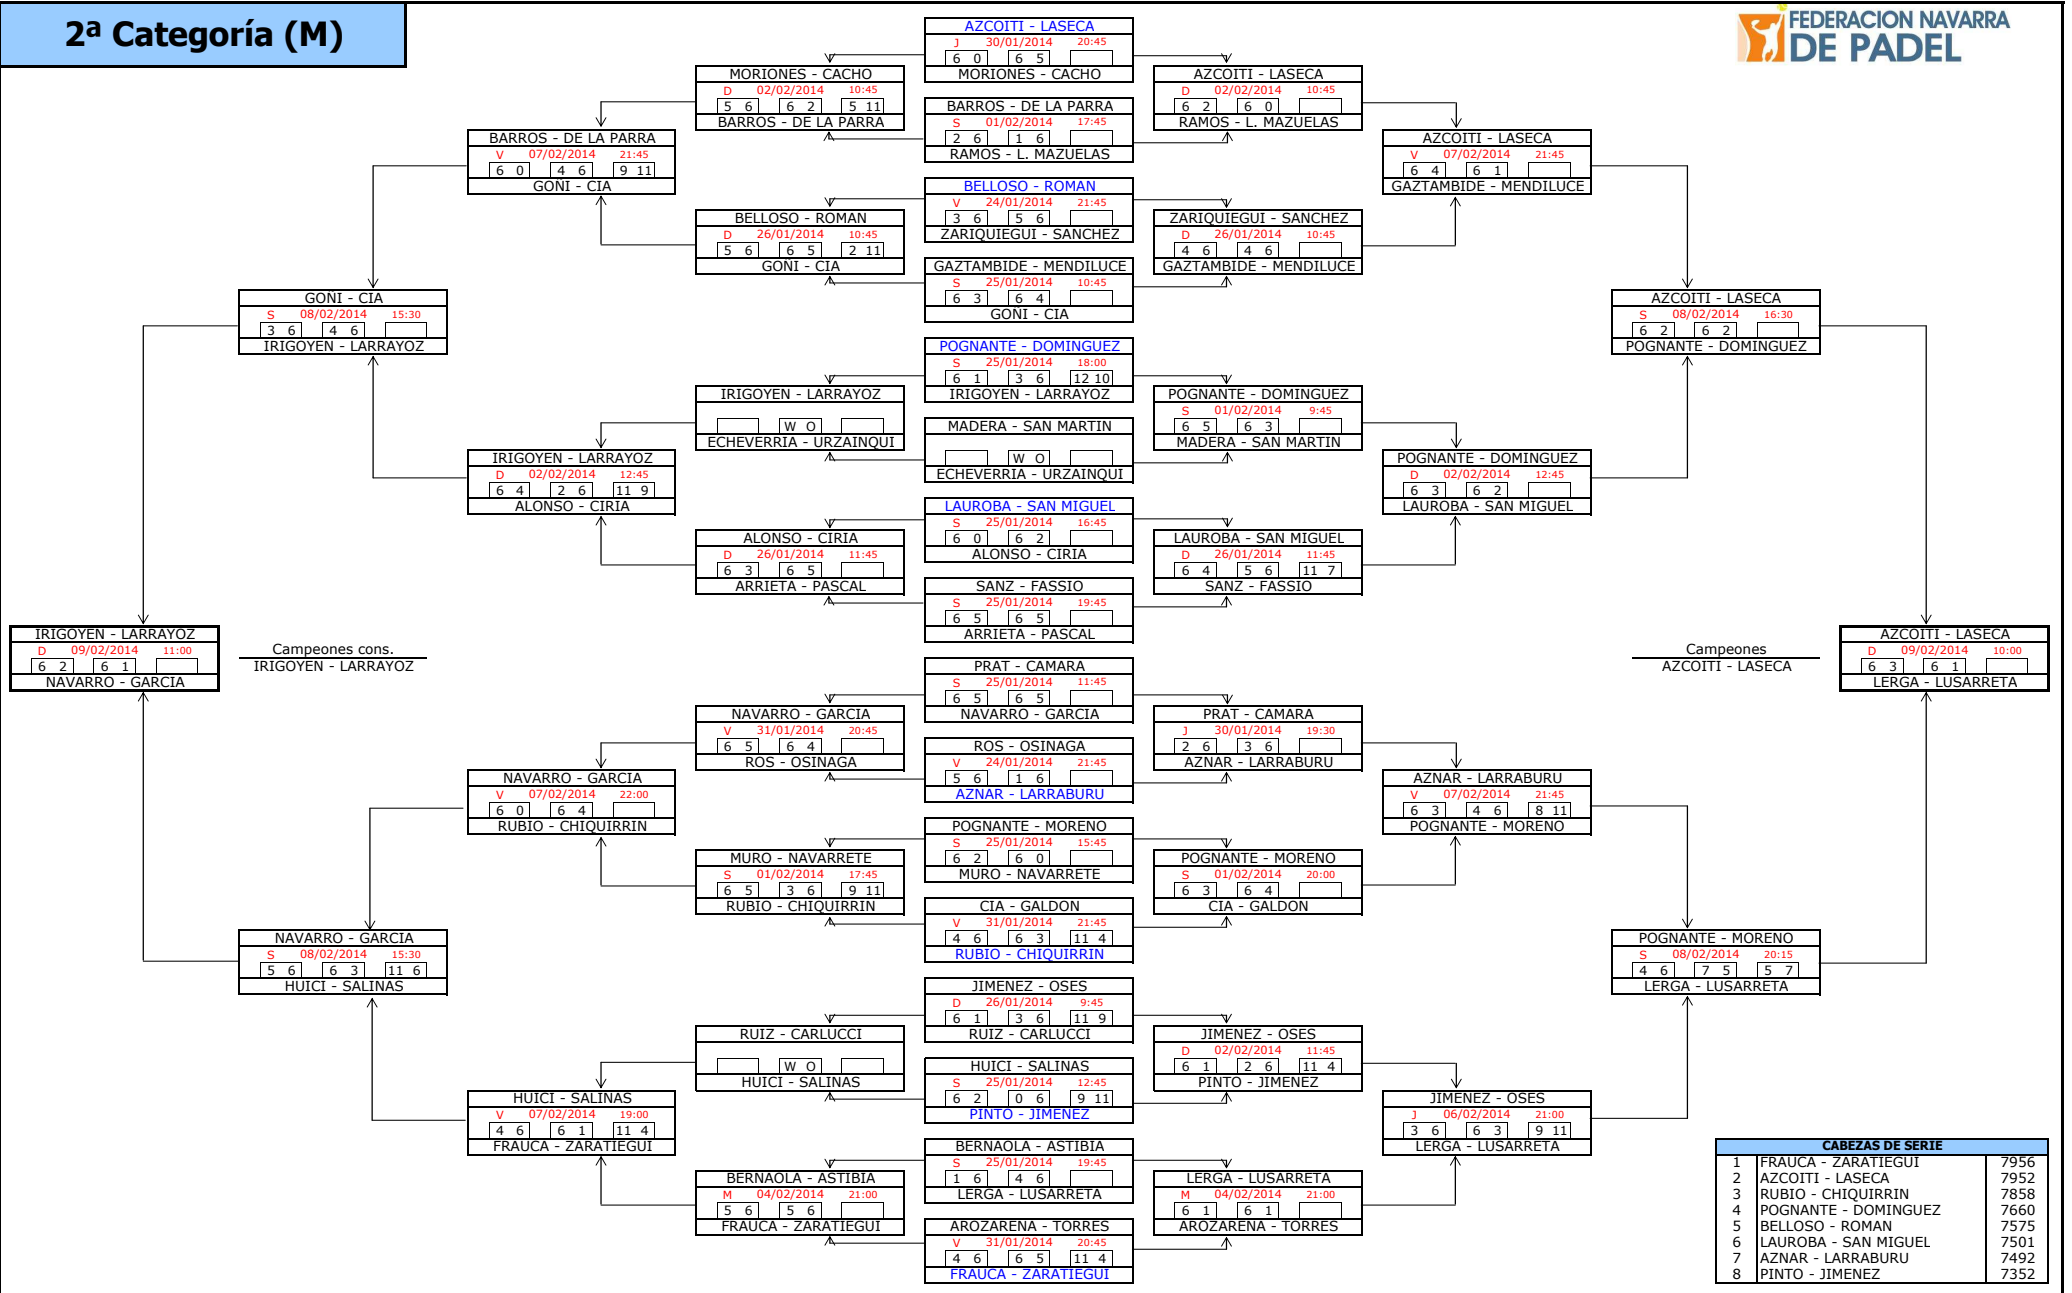 2ª Categoría (M)
FEDERACION NAVARRA
DE PADEL
IRIGOYEN - LARRAYOZ
D 09/02/2014 11:00
6 2 6 1
NAVARRO - GARCIA
Campeones cons.
IRIGOYEN - LARRAYOZ
GOÑI - CIA
S 08/02/2014 15:30
3 6 4 6
IRIGOYEN - LARRAYOZ
NAVARRO - GARCIA
S 08/02/2014 15:30
5 6 6 3 11 6
HUICI - SALINAS
BARROS - DE LA PARRA
V 07/02/2014 21:45
6 0 4 6 9 11
GOÑI - CIA
IRIGOYEN - LARRAYOZ
D 02/02/2014 12:45
6 4 2 6 11 9
ALONSO - CIRIA
NAVARRO - GARCIA
V 07/02/2014 22:00
6 0 6 4
RUBIO - CHIQUIRRIN
HUICI - SALINAS
V 07/02/2014 19:00
4 6 6 1 11 4
FRAUCA - ZARATIEGUI
MORIONES - CACHO
D 02/02/2014 10:45
5 6 6 2 5 11
BARROS - DE LA PARRA
BELLOSO - ROMAN
D 26/01/2014 10:45
5 6 6 5 2 11
GOÑI - CIA
IRIGOYEN - LARRAYOZ
W O
ECHEVERRIA - URZAINQUI
ALONSO - CIRIA
D 26/01/2014 11:45
6 3 6 5
ARRIETA - PASCAL
NAVARRO - GARCIA
V 31/01/2014 20:45
6 5 6 4
ROS - OSINAGA
MURO - NAVARRETE
S 01/02/2014 17:45
6 5 3 6 9 11
RUBIO - CHIQUIRRIN
RUIZ - CARLUCCI
W O
HUICI - SALINAS
BERNAOLA - ASTIBIA
M 04/02/2014 21:00
5 6 5 6
FRAUCA - ZARATIEGUI
AZCOITI - LASECA
J 30/01/2014 20:45
6 0 6 5
MORIONES - CACHO
BARROS - DE LA PARRA
S 01/02/2014 17:45
2 6 1 6
RAMOS - L. MAZUELAS
BELLOSO - ROMAN
V 24/01/2014 21:45
3 6 5 6
ZARIQUIEGUI - SANCHEZ
GAZTAMBIDE - MENDILUCE
S 25/01/2014 10:45
6 3 6 4
GOÑI - CIA
POGNANTE - DOMINGUEZ
S 25/01/2014 18:00
6 1 3 6 12 10
IRIGOYEN - LARRAYOZ
MADERA - SAN MARTIN
W O
ECHEVERRIA - URZAINQUI
LAUROBA - SAN MIGUEL
S 25/01/2014 16:45
6 0 6 2
ALONSO - CIRIA
SANZ - FASSIO
S 25/01/2014 19:45
6 5 6 5
ARRIETA - PASCAL
PRAT - CAMARA
S 25/01/2014 11:45
6 5 6 5
NAVARRO - GARCIA
ROS - OSINAGA
V 24/01/2014 21:45
5 6 1 6
AZNAR - LARRABURU
POGNANTE - MORENO
S 25/01/2014 15:45
6 2 6 0
MURO - NAVARRETE
CIA - GALDON
V 31/01/2014 21:45
4 6 6 3 11 4
RUBIO - CHIQUIRRIN
JIMENEZ - OSES
D 26/01/2014 9:45
6 1 3 6 11 9
RUIZ - CARLUCCI
HUICI - SALINAS
S 25/01/2014 12:45
6 2 0 6 9 11
PINTO - JIMENEZ
BERNAOLA - ASTIBIA
S 25/01/2014 19:45
1 6 4 6
LERGA - LUSARRETA
AROZARENA - TORRES
V 31/01/2014 20:45
4 6 6 5 11 4
FRAUCA - ZARATIEGUI
AZCOITI - LASECA
D 02/02/2014 10:45
6 2 6 0
RAMOS - L. MAZUELAS
ZARIQUIEGUI - SANCHEZ
D 26/01/2014 10:45
4 6 4 6
GAZTAMBIDE - MENDILUCE
POGNANTE - DOMINGUEZ
S 01/02/2014 9:45
6 5 6 3
MADERA - SAN MARTIN
LAUROBA - SAN MIGUEL
D 26/01/2014 11:45
6 4 5 6 11 7
SANZ - FASSIO
PRAT - CAMARA
J 30/01/2014 19:30
2 6 3 6
AZNAR - LARRABURU
POGNANTE - MORENO
S 01/02/2014 20:00
6 3 6 4
CIA - GALDON
JIMENEZ - OSES
D 02/02/2014 11:45
6 1 2 6 11 4
PINTO - JIMENEZ
LERGA - LUSARRETA
M 04/02/2014 21:00
6 1 6 1
AROZARENA - TORRES
AZCOITI - LASECA
V 07/02/2014 21:45
6 4 6 1
GAZTAMBIDE - MENDILUCE
POGNANTE - DOMINGUEZ
D 02/02/2014 12:45
6 3 6 2
LAUROBA - SAN MIGUEL
AZNAR - LARRABURU
V 07/02/2014 21:45
6 3 4 6 8 11
POGNANTE - MORENO
JIMENEZ - OSES
J 06/02/2014 21:00
3 6 6 3 9 11
LERGA - LUSARRETA
AZCOITI - LASECA
S 08/02/2014 16:30
6 2 6 2
POGNANTE - DOMINGUEZ
POGNANTE - MORENO
S 08/02/2014 20:15
4 6 7 5 5 7
LERGA - LUSARRETA
Campeones
AZCOITI - LASECA
AZCOITI - LASECA
D 09/02/2014 10:00
6 3 6 1
LERGA - LUSARRETA
CABEZAS DE SERIE
1 FRAUCA - ZARATIEGUI 7956
2 AZCOITI - LASECA 7952
3 RUBIO - CHIQUIRRIN 7858
4 POGNANTE - DOMINGUEZ 7660
5 BELLOSO - ROMAN 7575
6 LAUROBA - SAN MIGUEL 7501
7 AZNAR - LARRABURU 7492
8 PINTO - JIMENEZ 7352